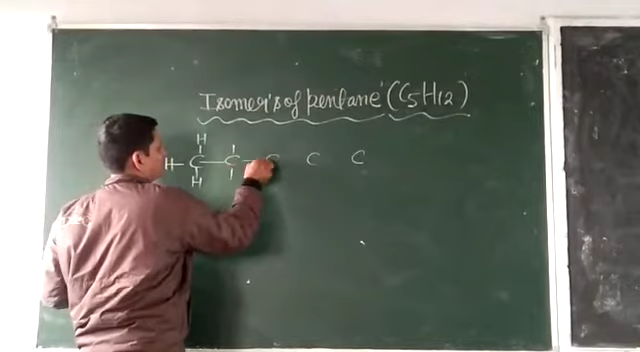 Isomer's of pentane (C5H12)
H
H-C-C-C C C
H